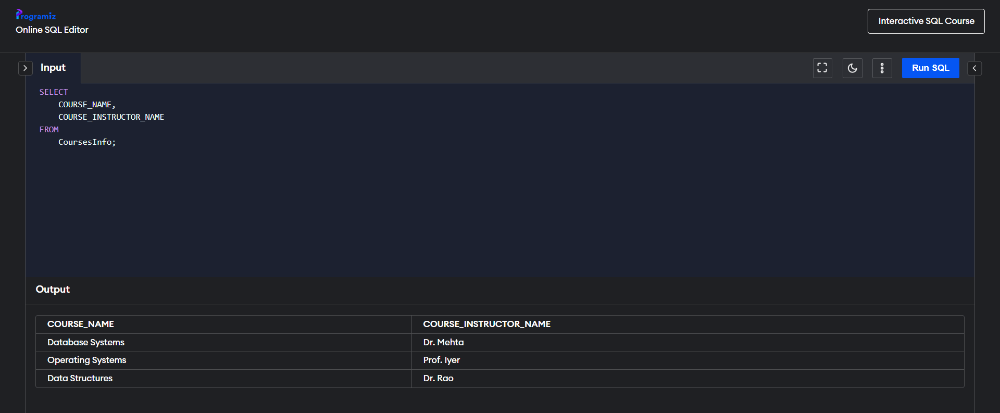 Programiz
Online SQL Editor
Interactive SQL Course
Input
Run SQL
SELECT
    COURSE_NAME,
    COURSE_INSTRUCTOR_NAME
FROM
    CoursesInfo;
Output
COURSE_NAME COURSE_INSTRUCTOR_NAME
Database Systems Dr. Mehta
Operating Systems Prof. Iyer
Data Structures Dr. Rao